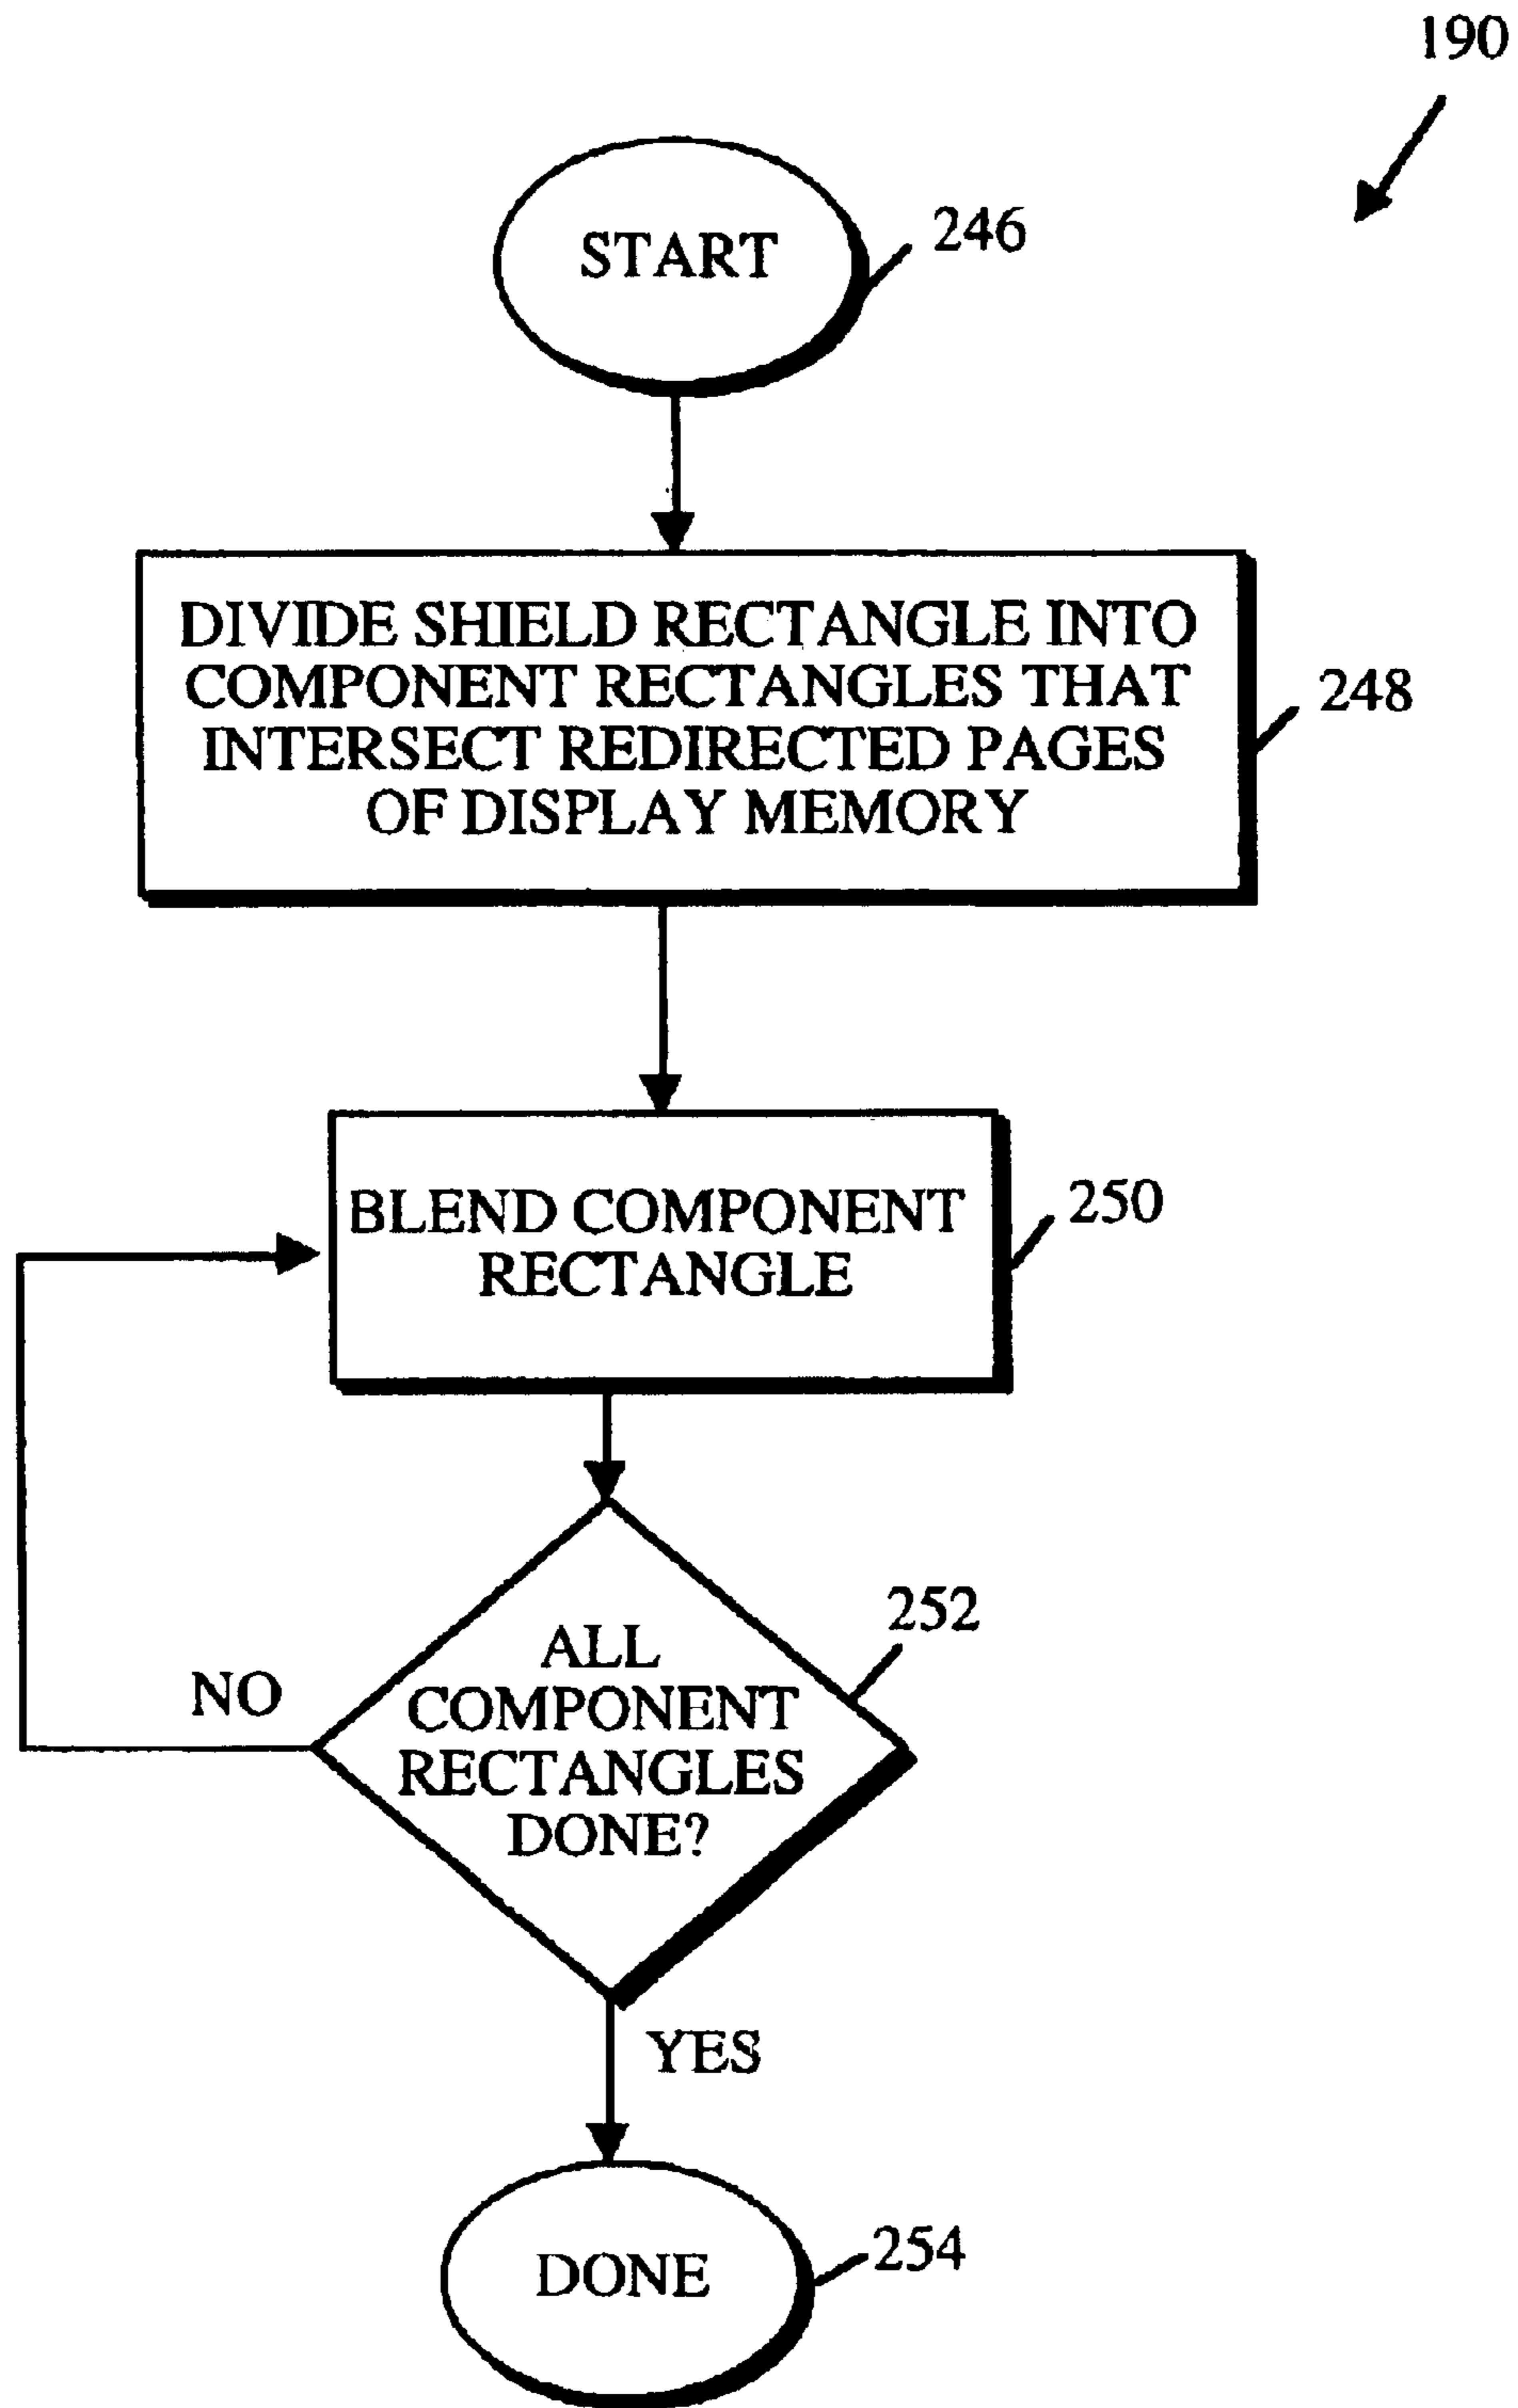 190
START
246
DIVIDE SHIELD RECTANGLE INTO
COMPONENT RECTANGLES THAT
INTERSECT REDIRECTED PAGES
OF DISPLAY MEMORY
248
BLEND COMPONENT
RECTANGLE
250
ALL
COMPONENT
RECTANGLES
DONE?
252
NO
YES
DONE
254